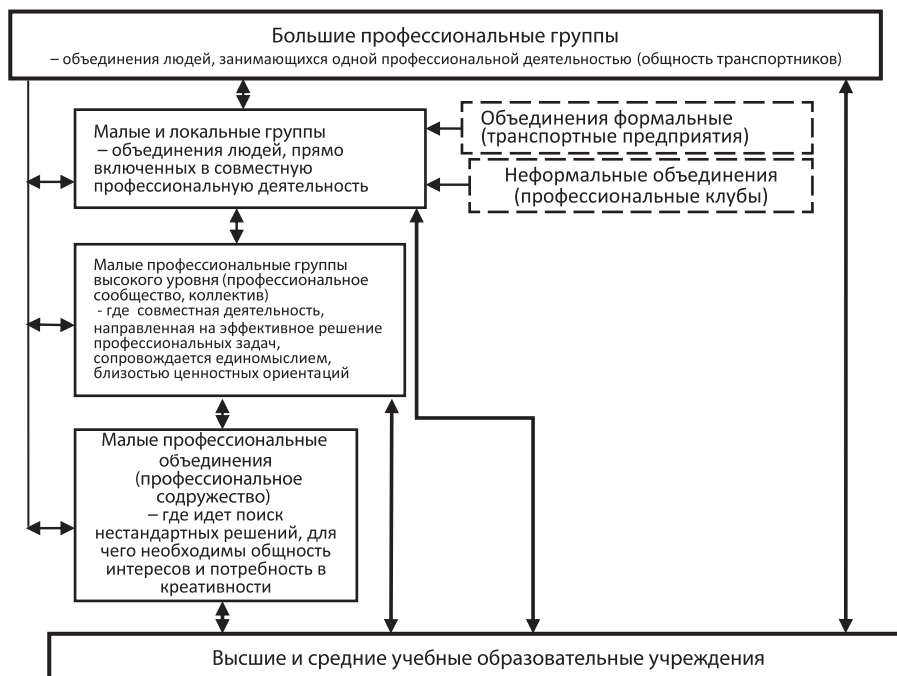 Большие профессиональные группы
– объединения людей, занимающихся одной профессиональной деятельностью (общность транспортников)
Малые и локальные группы
– объединения людей, прямо
включенных в совместную
профессиональную деятельность
Объединения формальные
(транспортные предприятия)
Неформальные объединения
(профессиональные клубы)
Малые профессиональные группы
высокого уровня (профессиональное
сообщество, коллектив)
- где совместная деятельность,
направленная на эффективное решение
профессиональных задач,
сопровождается единомыслием,
близостью ценностных ориентаций
Малые профессиональные
объединения
(профессиональное
содружество)
– где идет поиск
нестандартных решений, для
чего необходимы общность
интересов и потребность в
креативности
Высшие и средние учебные образовательные учреждения